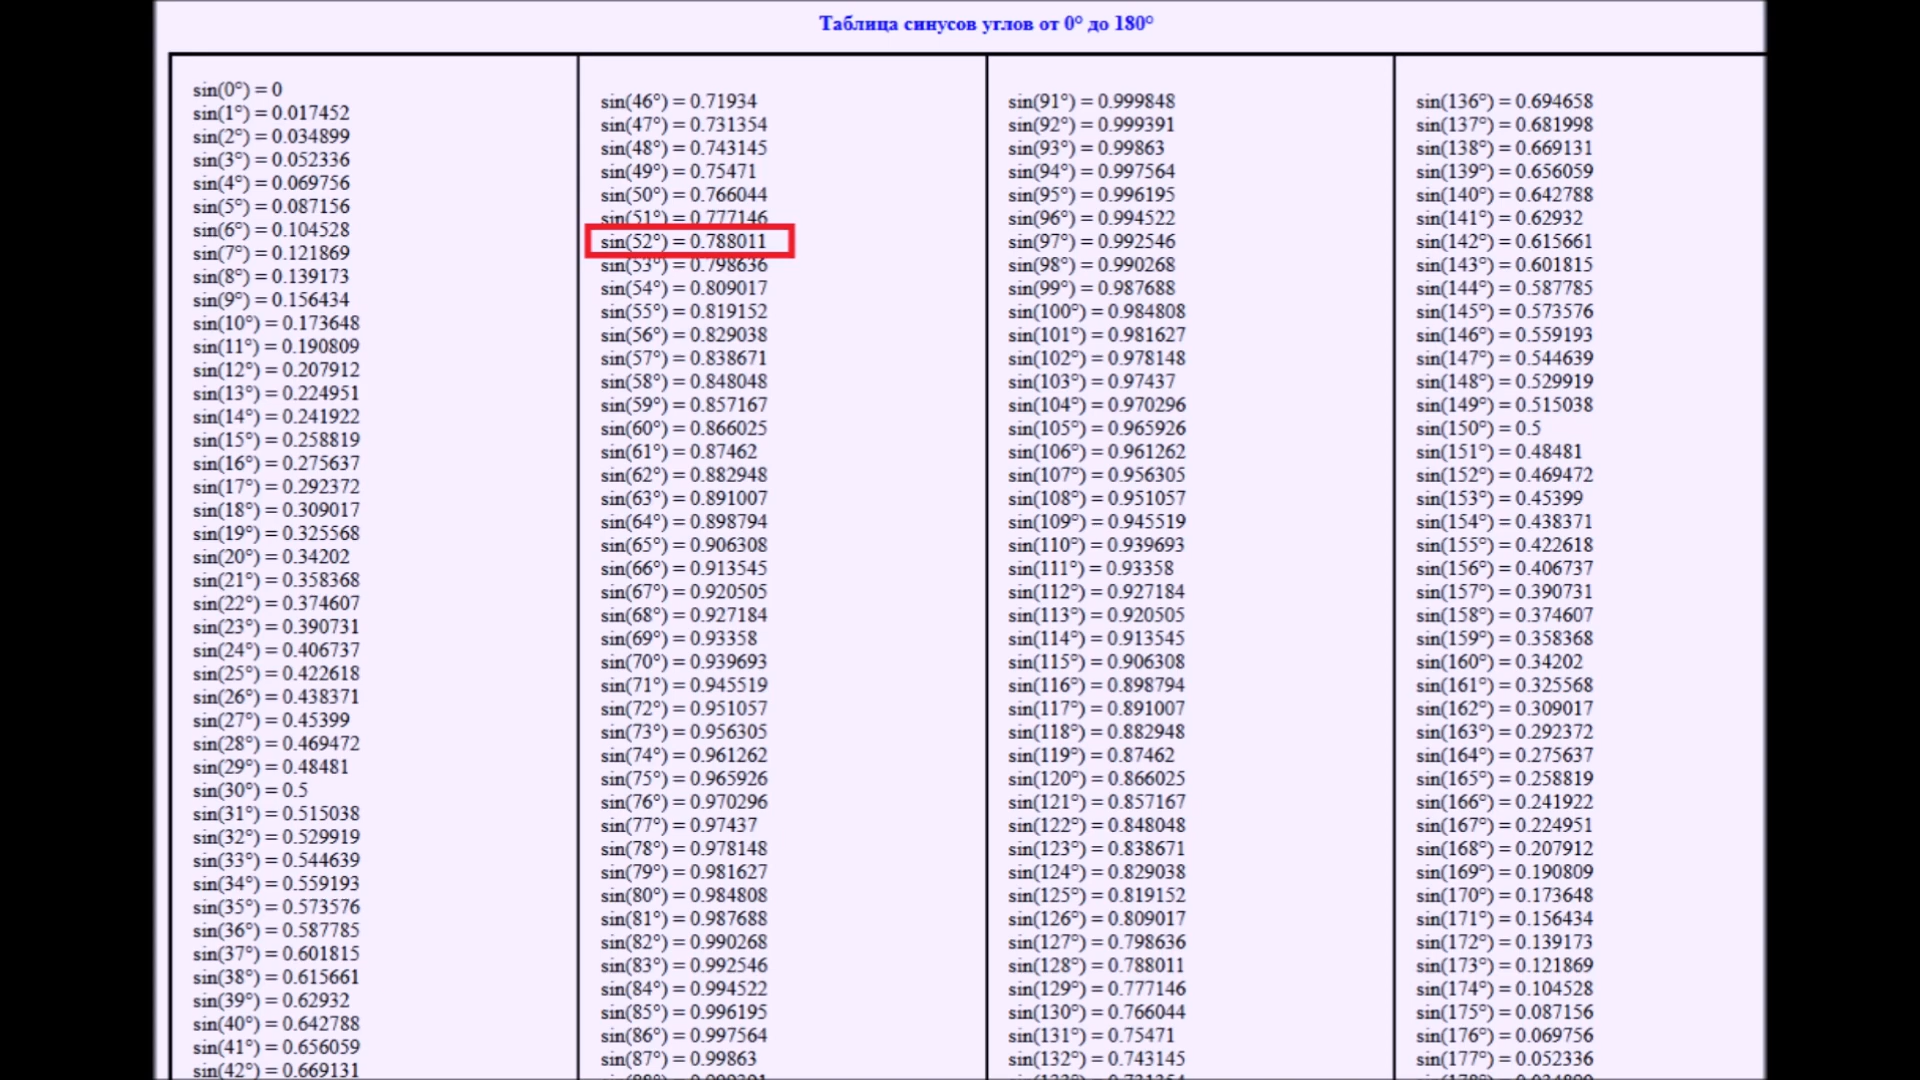 Таблица синусов углов от 0° до 180°
sin(0°) = 0
sin(1°) = 0.017452
sin(2°) = 0.034899
sin(3°) = 0.052336
sin(4°) = 0.069756
sin(5°) = 0.087156
sin(6°) = 0.104528
sin(7°) = 0.121869
sin(8°) = 0.139173
sin(9°) = 0.156434
sin(10°) = 0.173648
sin(11°) = 0.190809
sin(12°) = 0.207912
sin(13°) = 0.224951
sin(14°) = 0.241922
sin(15°) = 0.258819
sin(16°) = 0.275637
sin(17°) = 0.292372
sin(18°) = 0.309017
sin(19°) = 0.325568
sin(20°) = 0.34202
sin(21°) = 0.358368
sin(22°) = 0.374607
sin(23°) = 0.390731
sin(24°) = 0.406737
sin(25°) = 0.422618
sin(26°) = 0.438371
sin(27°) = 0.45399
sin(28°) = 0.469472
sin(29°) = 0.48481
sin(30°) = 0.5
sin(31°) = 0.515038
sin(32°) = 0.529919
sin(33°) = 0.544639
sin(34°) = 0.559193
sin(35°) = 0.573576
sin(36°) = 0.587785
sin(37°) = 0.601815
sin(38°) = 0.615661
sin(39°) = 0.62932
sin(40°) = 0.642788
sin(41°) = 0.656059
sin(42°) = 0.669131
sin(46°) = 0.71934
sin(47°) = 0.731354
sin(48°) = 0.743145
sin(49°) = 0.75471
sin(50°) = 0.766044
sin(51°) = 0.777146
sin(52°) = 0.788011
sin(53°) = 0.798636
sin(54°) = 0.809017
sin(55°) = 0.819152
sin(56°) = 0.829038
sin(57°) = 0.838671
sin(58°) = 0.848048
sin(59°) = 0.857167
sin(60°) = 0.866025
sin(61°) = 0.87462
sin(62°) = 0.882948
sin(63°) = 0.891007
sin(64°) = 0.898794
sin(65°) = 0.906308
sin(66°) = 0.913545
sin(67°) = 0.920505
sin(68°) = 0.927184
sin(69°) = 0.93358
sin(70°) = 0.939693
sin(71°) = 0.945519
sin(72°) = 0.951057
sin(73°) = 0.956305
sin(74°) = 0.961262
sin(75°) = 0.965926
sin(76°) = 0.970296
sin(77°) = 0.97437
sin(78°) = 0.978148
sin(79°) = 0.981627
sin(80°) = 0.984808
sin(81°) = 0.987688
sin(82°) = 0.990268
sin(83°) = 0.992546
sin(84°) = 0.994522
sin(85°) = 0.996195
sin(86°) = 0.997564
sin(87°) = 0.99863
sin(91°) = 0.999848
sin(92°) = 0.999391
sin(93°) = 0.99863
sin(94°) = 0.997564
sin(95°) = 0.996195
sin(96°) = 0.994522
sin(97°) = 0.992546
sin(98°) = 0.990268
sin(99°) = 0.987688
sin(100°) = 0.984808
sin(101°) = 0.981627
sin(102°) = 0.978148
sin(103°) = 0.97437
sin(104°) = 0.970296
sin(105°) = 0.965926
sin(106°) = 0.961262
sin(107°) = 0.956305
sin(108°) = 0.951057
sin(109°) = 0.945519
sin(110°) = 0.939693
sin(111°) = 0.93358
sin(112°) = 0.927184
sin(113°) = 0.920505
sin(114°) = 0.913545
sin(115°) = 0.906308
sin(116°) = 0.898794
sin(117°) = 0.891007
sin(118°) = 0.882948
sin(119°) = 0.87462
sin(120°) = 0.866025
sin(121°) = 0.857167
sin(122°) = 0.848048
sin(123°) = 0.838671
sin(124°) = 0.829038
sin(125°) = 0.819152
sin(126°) = 0.809017
sin(127°) = 0.798636
sin(128°) = 0.788011
sin(129°) = 0.777146
sin(130°) = 0.766044
sin(131°) = 0.75471
sin(132°) = 0.743145
sin(136°) = 0.694658
sin(137°) = 0.681998
sin(138°) = 0.669131
sin(139°) = 0.656059
sin(140°) = 0.642788
sin(141°) = 0.62932
sin(142°) = 0.615661
sin(143°) = 0.601815
sin(144°) = 0.587785
sin(145°) = 0.573576
sin(146°) = 0.559193
sin(147°) = 0.544639
sin(148°) = 0.529919
sin(149°) = 0.515038
sin(150°) = 0.5
sin(151°) = 0.48481
sin(152°) = 0.469472
sin(153°) = 0.45399
sin(154°) = 0.438371
sin(155°) = 0.422618
sin(156°) = 0.406737
sin(157°) = 0.390731
sin(158°) = 0.374607
sin(159°) = 0.358368
sin(160°) = 0.34202
sin(161°) = 0.325568
sin(162°) = 0.309017
sin(163°) = 0.292372
sin(164°) = 0.275637
sin(165°) = 0.258819
sin(166°) = 0.241922
sin(167°) = 0.224951
sin(168°) = 0.207912
sin(169°) = 0.190809
sin(170°) = 0.173648
sin(171°) = 0.156434
sin(172°) = 0.139173
sin(173°) = 0.121869
sin(174°) = 0.104528
sin(175°) = 0.087156
sin(176°) = 0.069756
sin(177°) = 0.052336